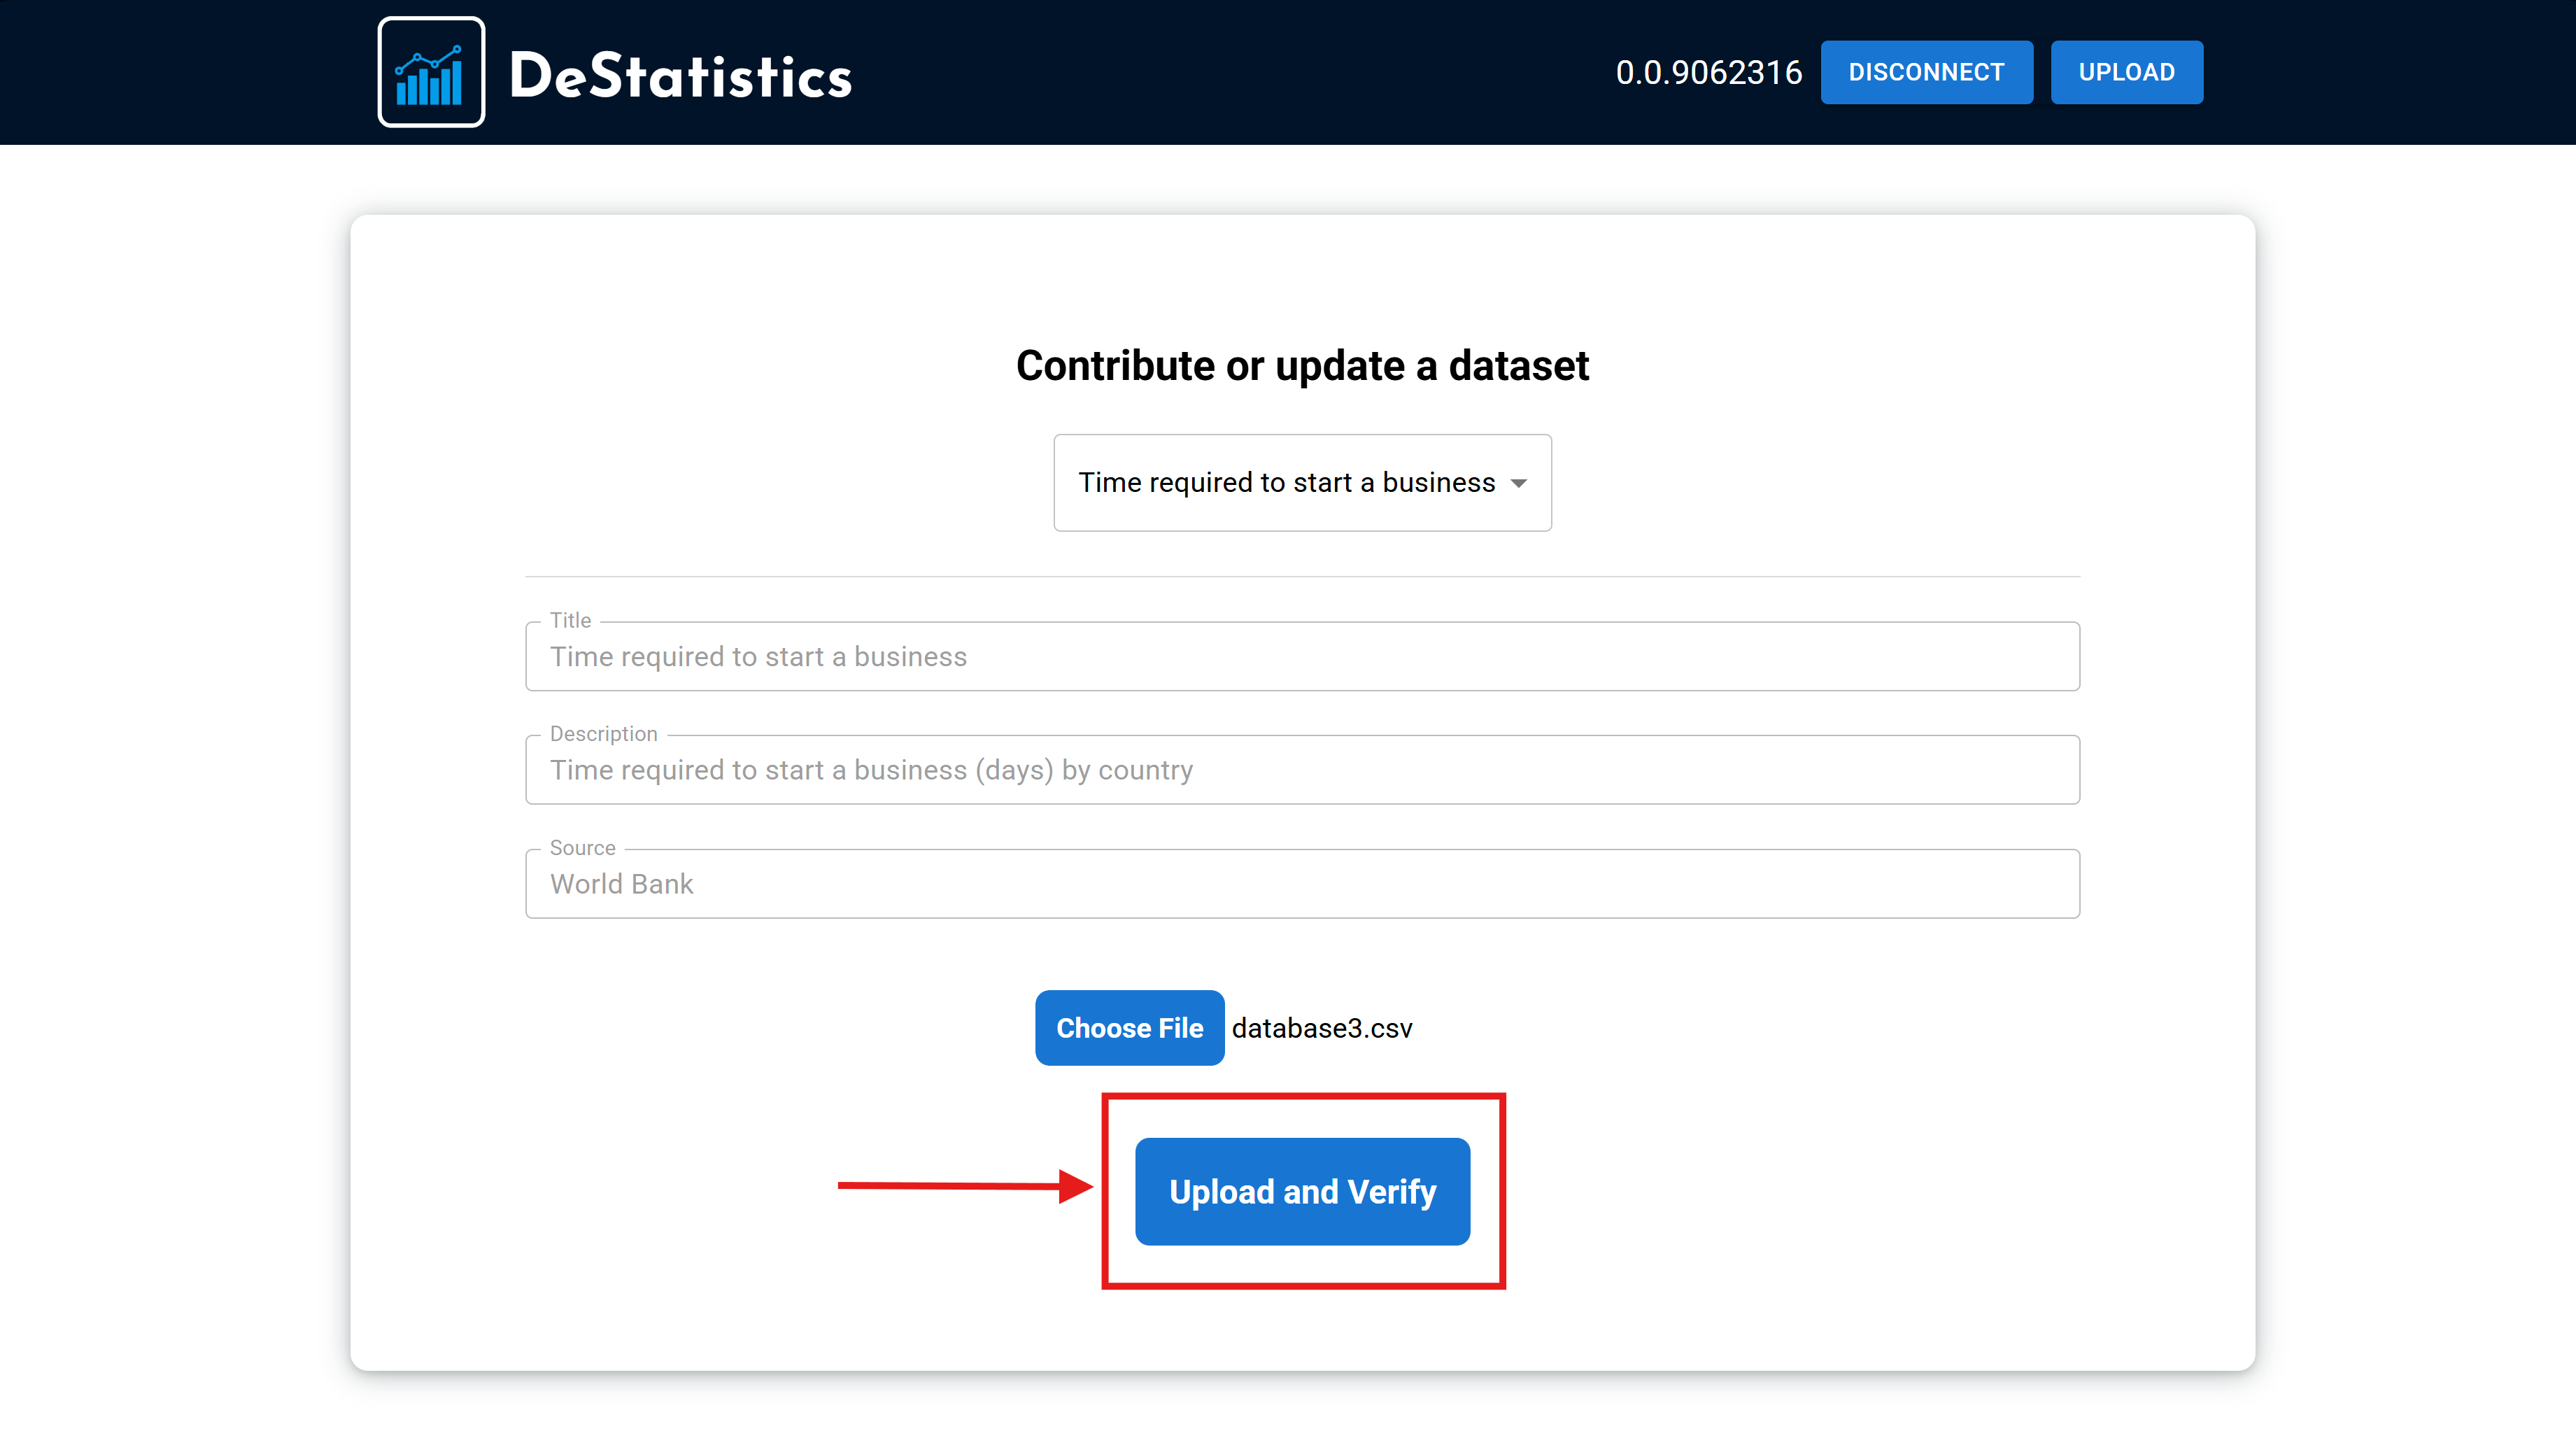 DeStatistics
0.0.9062316
DISCONNECT
UPLOAD
Contribute or update a dataset
Time required to start a business
Title
Time required to start a business
Description
Time required to start a business (days) by country
Source
World Bank
Choose File database3.csv
Upload and Verify